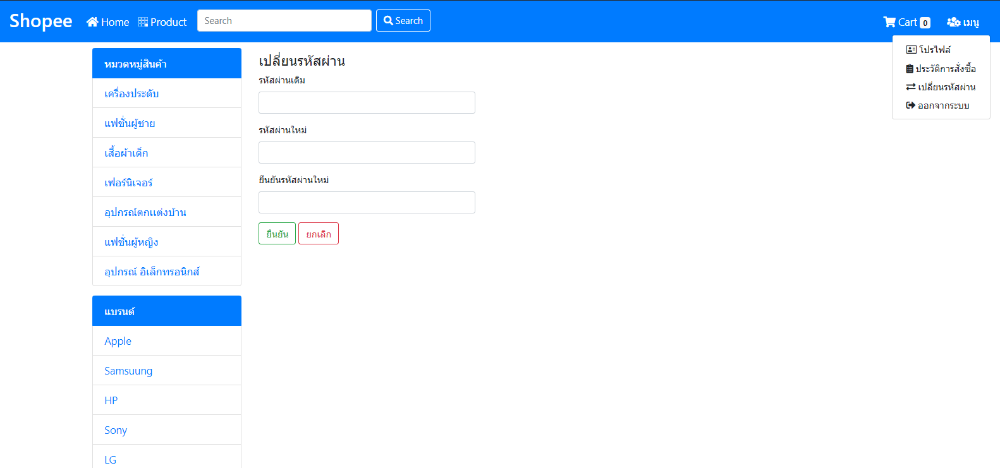 Shopee Home Product Search Search Cart 0 เมนู
โปรไฟล์
ประวัติการสั่งซื้อ
เปลี่ยนรหัสผ่าน
ออกจากระบบ
หมวดหมู่สินค้า
เครื่องประดับ
แฟชั่นผู้ชาย
เสื้อผ้าเด็ก
เฟอร์นิเจอร์
อุปกรณ์ตกแต่งบ้าน
แฟชั่นผู้หญิง
อุปกรณ์ อิเล็กทรอนิกส์
แบรนด์
Apple
Samsuung
HP
Sony
LG
เปลี่ยนรหัสผ่าน
รหัสผ่านเดิม
รหัสผ่านใหม่
ยืนยันรหัสผ่านใหม่
ยืนยัน ยกเลิก